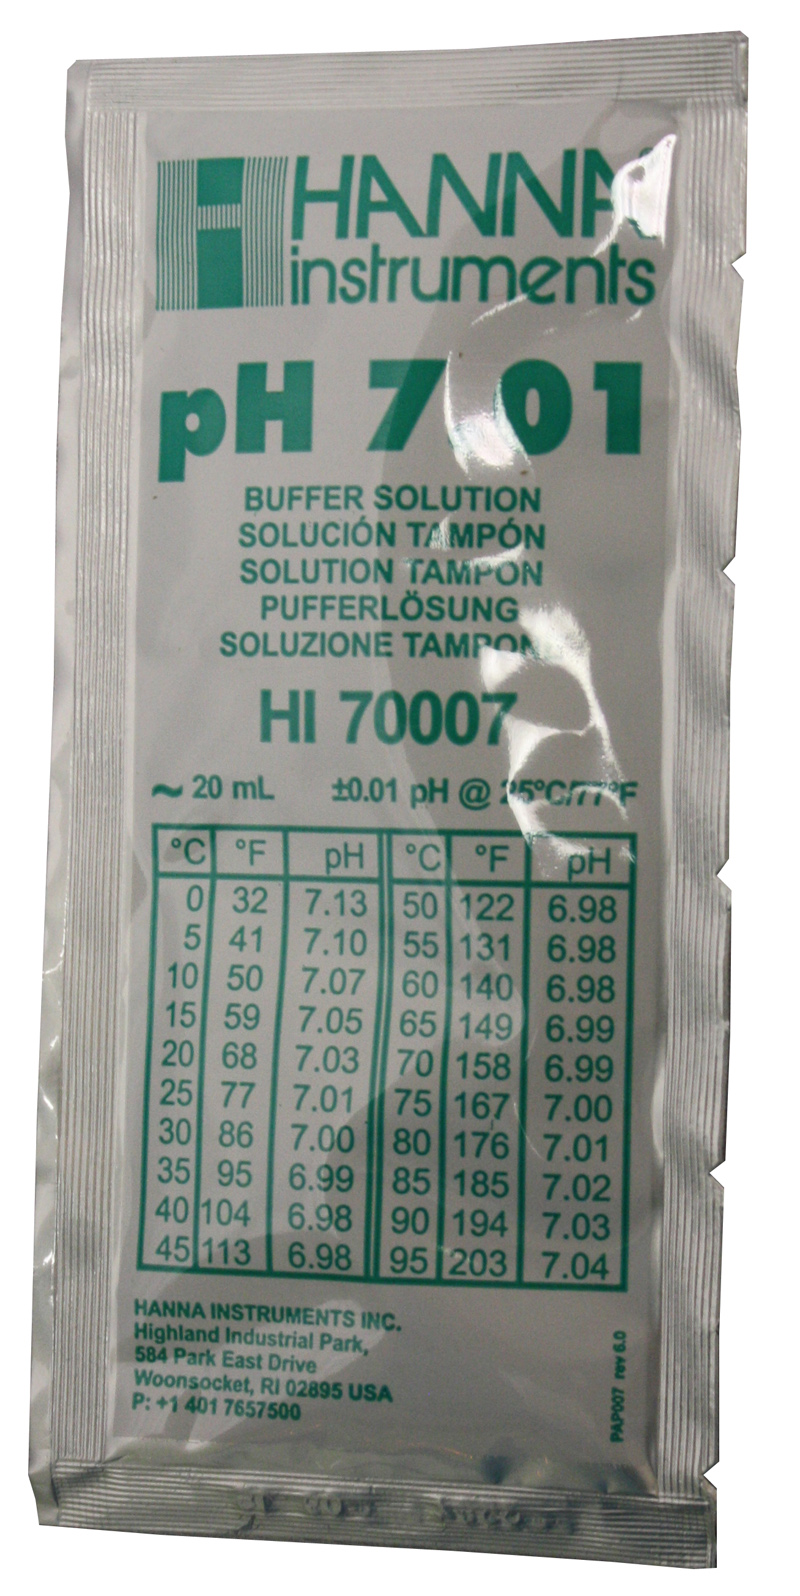 HANNA
instruments
pH 7.01
BUFFER SOLUTION
SOLUCIÓN TAMPÓN
SOLUTION TAMPON
PUFFERLÖSUNG
SOLUZIONE TAMPONE
HI 70007
~ 20 mL ±0.01 pH @ 25°C/77°F
°C °F pH °C °F pH
0 32 7.13 50 122 6.98
5 41 7.10 55 131 6.98
10 50 7.07 60 140 6.98
15 59 7.05 65 149 6.99
20 68 7.03 70 158 6.99
25 77 7.01 75 167 7.00
30 86 7.00 80 176 7.01
35 95 6.99 85 185 7.02
40 104 6.98 90 194 7.03
45 113 6.98 95 203 7.04
HANNA INSTRUMENTS INC.
Highland Industrial Park,
584 Park East Drive
Woonsocket, RI 02895 USA
P: +1 401 7657500
PAP007 rev 6.0